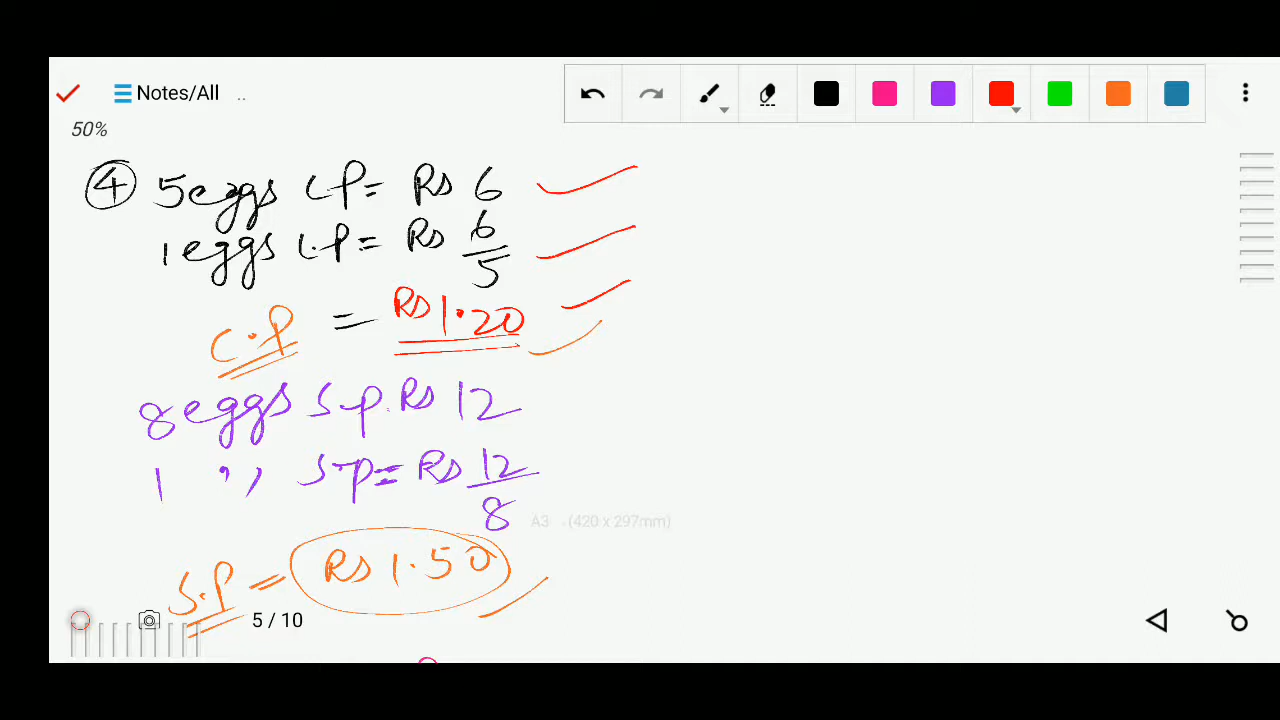 Notes/All ..
50%
④ 5eggs C.P= Rs 6
1eggs C.P= Rs 6/5
C.P = Rs 1.20
8eggs S.P. Rs 12
1 ,, S.P= Rs 12/8
A3 (420 x 297mm)
S.P = Rs 1.50
5 / 10